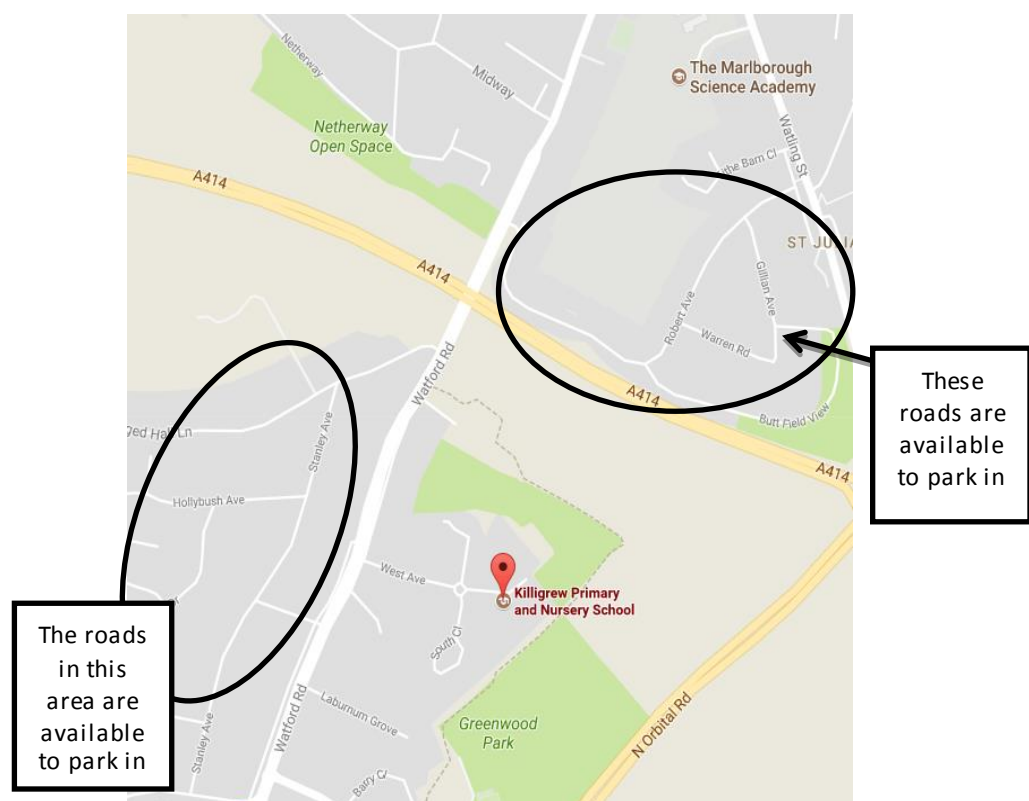 Netherway
Midway
The Marlborough
Science Academy
Netherway
Open Space
Watling St
the Barn Cl
A414
ST JULIA
A414
Gillian Ave
Robert Ave
Warren Rd
Watford Rd
These
roads are
available
to park in
A414
Butt Field View
Stanley Ave
ged Hall Ln
A414
Hollybush Ave
West Ave
Killigrew Primary
and Nursery School
The roads
in this
area are
available
to park in
South Cl
Laburnum Grove
Watford Rd
Greenwood
Park
N Orbital Rd
Stanley Ave
Barry Cl